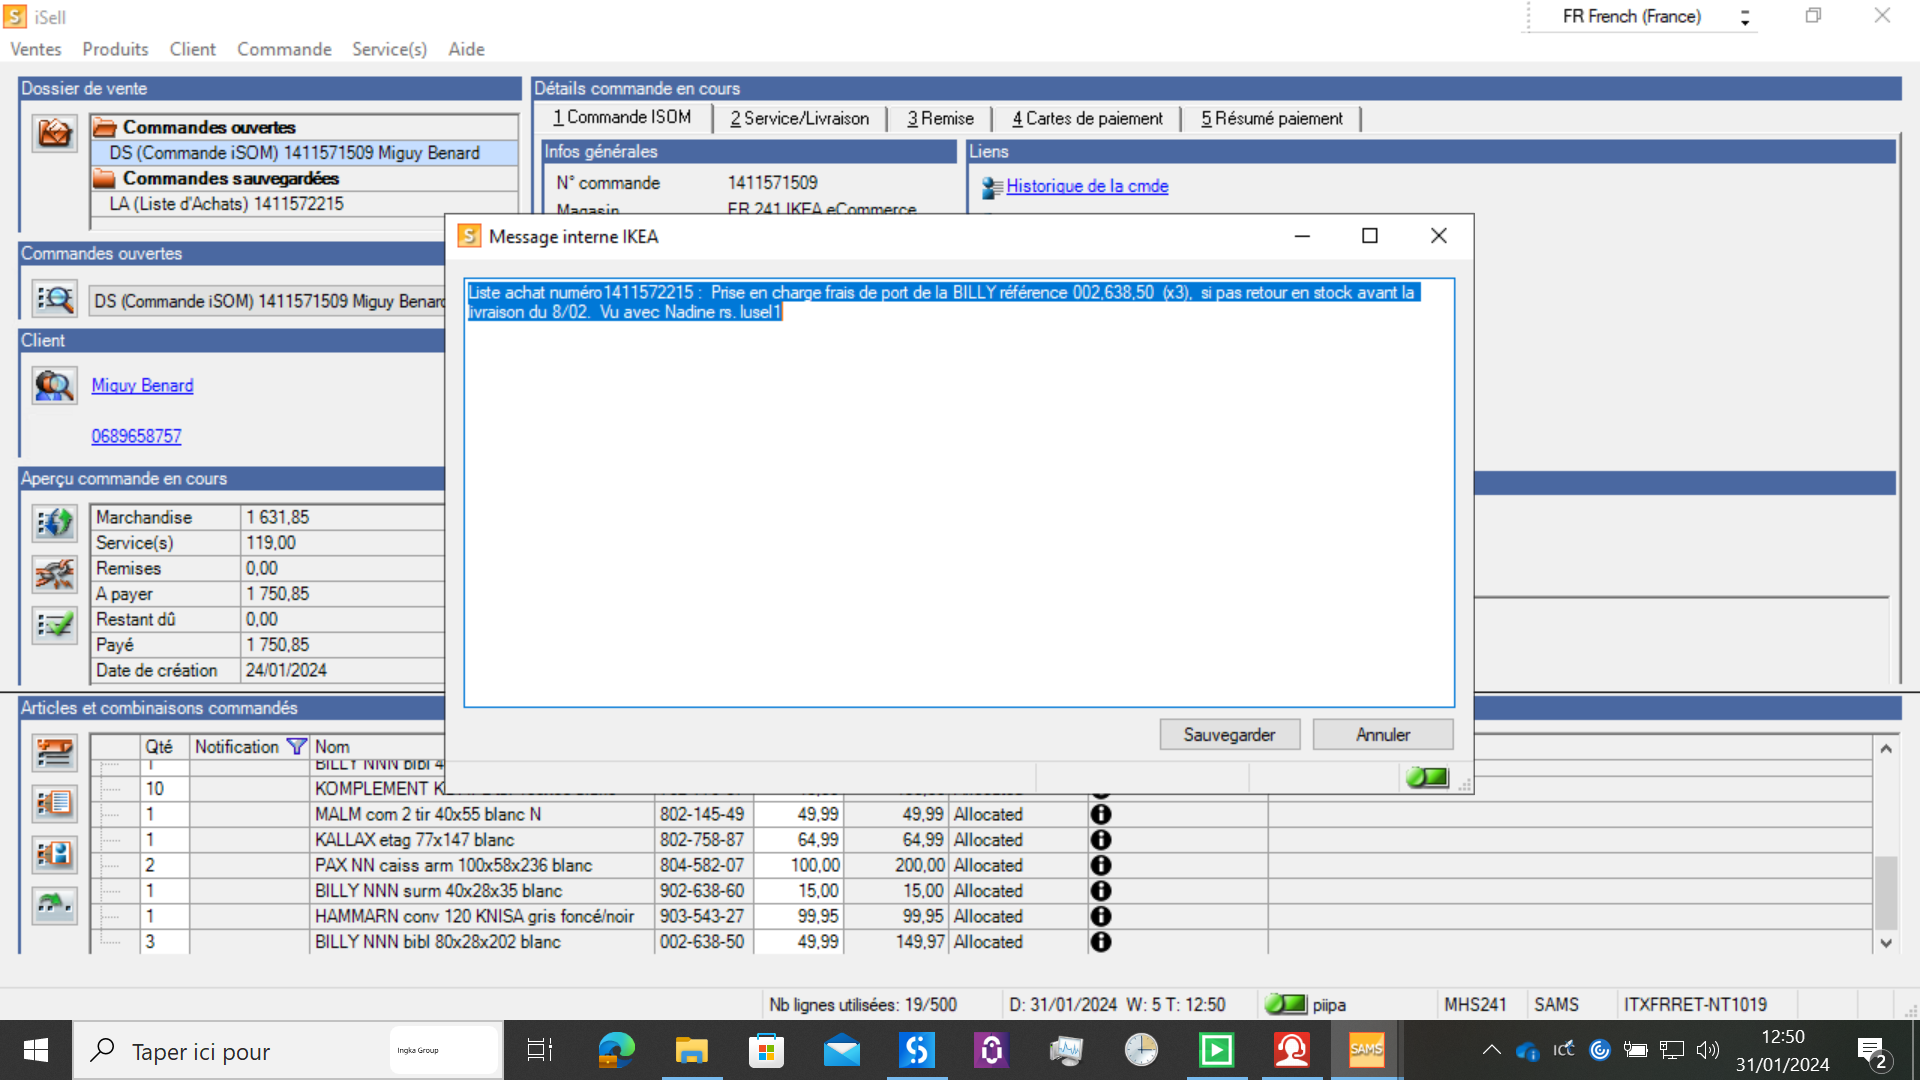 iSell
FR French (France)
Ventes Produits Client Commande Service(s) Aide
Dossier de vente
Commandes ouvertes
DS (Commande iSOM) 1411571509 Miguy Benard
Commandes sauvegardées
LA (Liste d'Achats) 1411572215
Commandes ouvertes
DS (Commande iSOM) 1411571509 Miguy Benard
Client
Miguy Benard
0689658757
Aperçu commande en cours
Marchandise 1 631,85
Service(s) 119,00
Remises 0,00
A payer 1 750,85
Restant dû 0,00
Payé 1 750,85
Date de création 24/01/2024
Détails commande en cours
1 Commande ISOM 2 Service/Livraison 3 Remise 4 Cartes de paiement 5 Résumé paiement
Infos générales
N° commande 1411571509
Magasin FR 241 IKEA eCommerce
Liens
Historique de la cmde
Message interne IKEA
Liste achat numéro1411572215 : Prise en charge frais de port de la BILLY référence 002,638,50 (x3), si pas retour en stock avant la
livraison du 8/02. Vu avec Nadine rs. lusel1
Sauvegarder Annuler
Articles et combinaisons commandés
Qté Notification Nom
1 BILLY NNN bibl 4
10 KOMPLEMENT K
1 MALM com 2 tir 40x55 blanc N 802-145-49 49,99 49,99 Allocated
1 KALLAX etag 77x147 blanc 802-758-87 64,99 64,99 Allocated
2 PAX NN caiss arm 100x58x236 blanc 804-582-07 100,00 200,00 Allocated
1 BILLY NNN surm 40x28x35 blanc 902-638-60 15,00 15,00 Allocated
1 HAMMARN conv 120 KNISA gris foncé/noir 903-543-27 99,95 99,95 Allocated
3 BILLY NNN bibl 80x28x202 blanc 002-638-50 49,99 149,97 Allocated
Nb lignes utilisées: 19/500 D: 31/01/2024 W: 5 T: 12:50 piipa MHS241 SAMS ITXFRRET-NT1019
Taper ici pour
Ingka Group
SAMS
ICC
12:50
31/01/2024
2